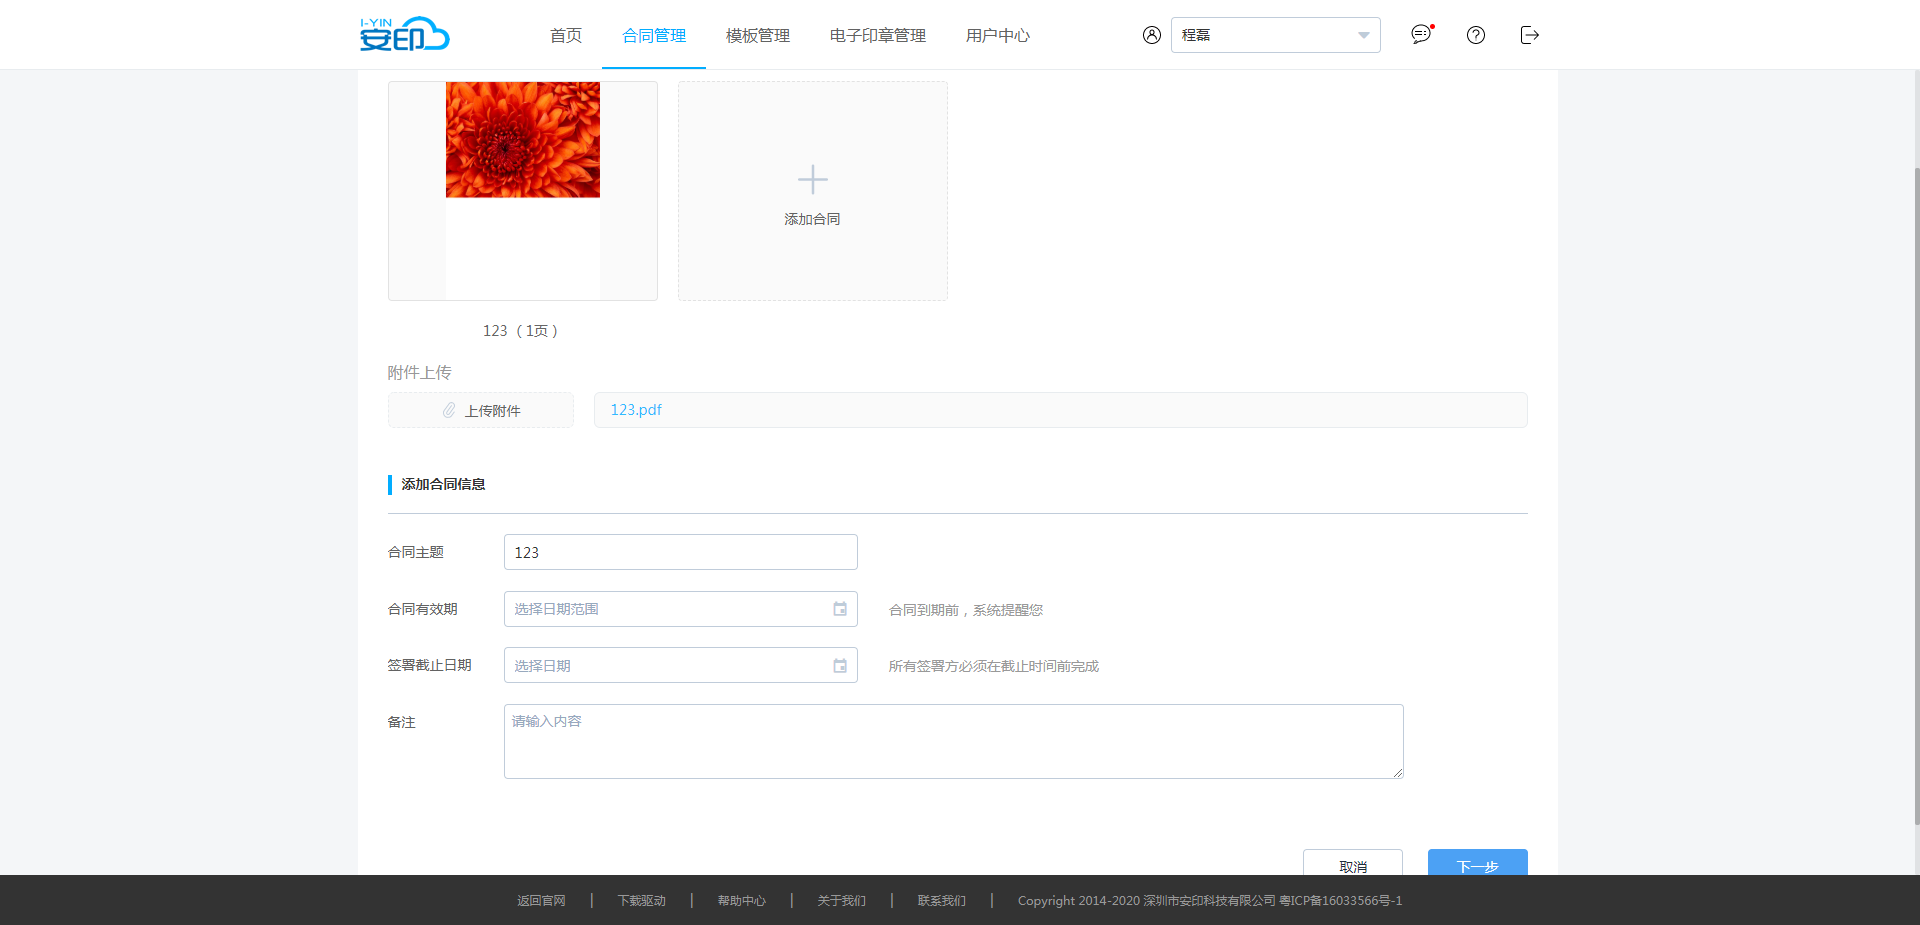 I-YIN
安印
首页 合同管理 模板管理 电子印章管理 用户中心 程磊
添加合同
123 （1页）
附件上传
上传附件 123.pdf
添加合同信息
合同主题 123
合同有效期 选择日期范围 合同到期前，系统提醒您
签署截止日期 选择日期 所有签署方必须在截止时间前完成
备注 请输入内容
取消 下一步
返回官网 | 下载驱动 | 帮助中心 | 关于我们 | 联系我们 | Copyright 2014-2020 深圳市安印科技有限公司 粤ICP备16033566号-1